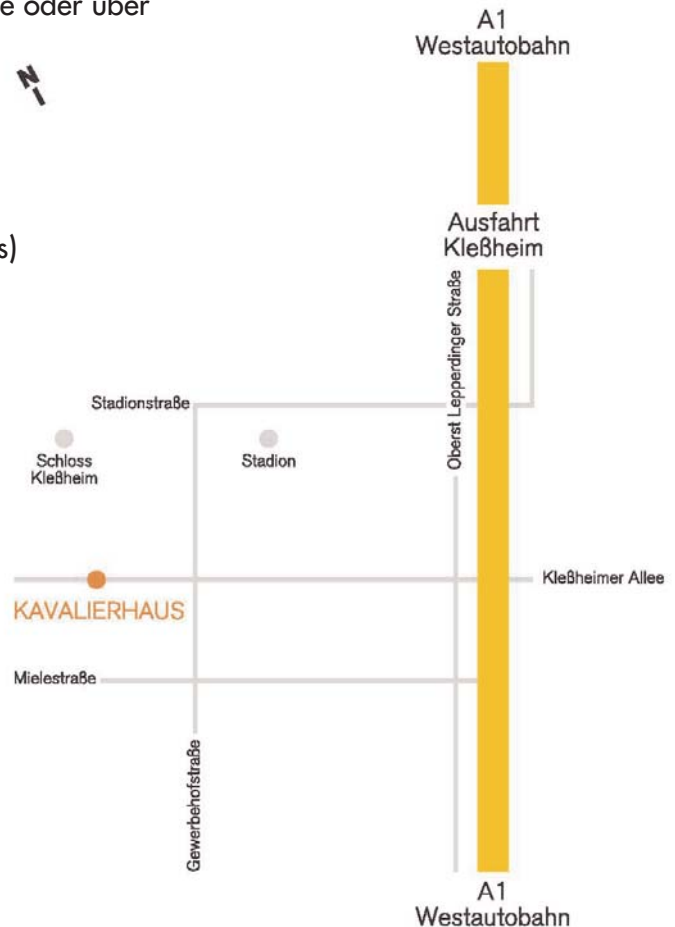 e oder über
A1
Westautobahn
N
Ausfahrt
Kleßheim
s)
Oberst Lepperdinger Straße
Stadionstraße
Schloss
Kleßheim
Stadion
Kleßheimer Allee
KAVALIERHAUS
Mielestraße
Gewerbehofstraße
A1
Westautobahn